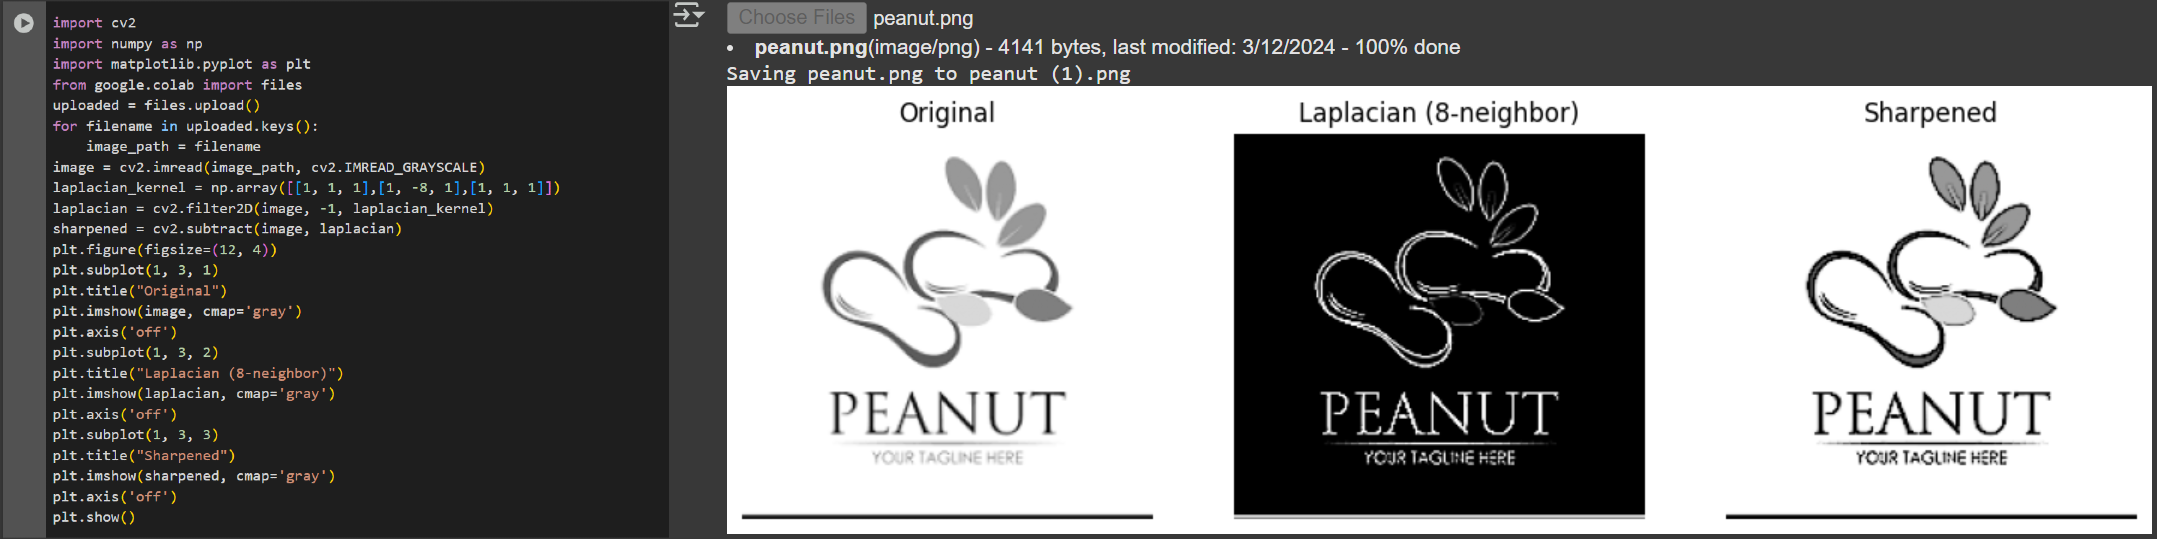 import cv2
import numpy as np
import matplotlib.pyplot as plt
from google.colab import files
uploaded = files.upload()
for filename in uploaded.keys():
    image_path = filename
image = cv2.imread(image_path, cv2.IMREAD_GRAYSCALE)
laplacian_kernel = np.array([[1, 1, 1],[1, -8, 1],[1, 1, 1]])
laplacian = cv2.filter2D(image, -1, laplacian_kernel)
sharpened = cv2.subtract(image, laplacian)
plt.figure(figsize=(12, 4))
plt.subplot(1, 3, 1)
plt.title("Original")
plt.imshow(image, cmap='gray')
plt.axis('off')
plt.subplot(1, 3, 2)
plt.title("Laplacian (8-neighbor)")
plt.imshow(laplacian, cmap='gray')
plt.axis('off')
plt.subplot(1, 3, 3)
plt.title("Sharpened")
plt.imshow(sharpened, cmap='gray')
plt.axis('off')
plt.show()
Choose Files peanut.png
• peanut.png(image/png) - 4141 bytes, last modified: 3/12/2024 - 100% done
Saving peanut.png to peanut (1).png
Original
PEANUT
YOUR TAGLINE HERE
Laplacian (8-neighbor)
PEANUT
YOUR TAGLINE HERE
Sharpened
PEANUT
YOUR TAGLINE HERE